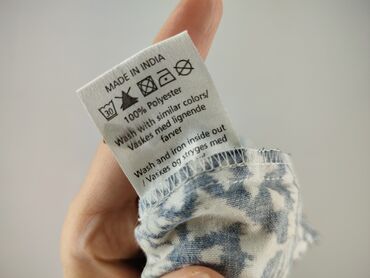 MADE IN INDIA
30
100% Polyester
Wash with similar colors/
Vaskes med lignende
farver
Wash and iron inside out
/ Vaskes og stryges med